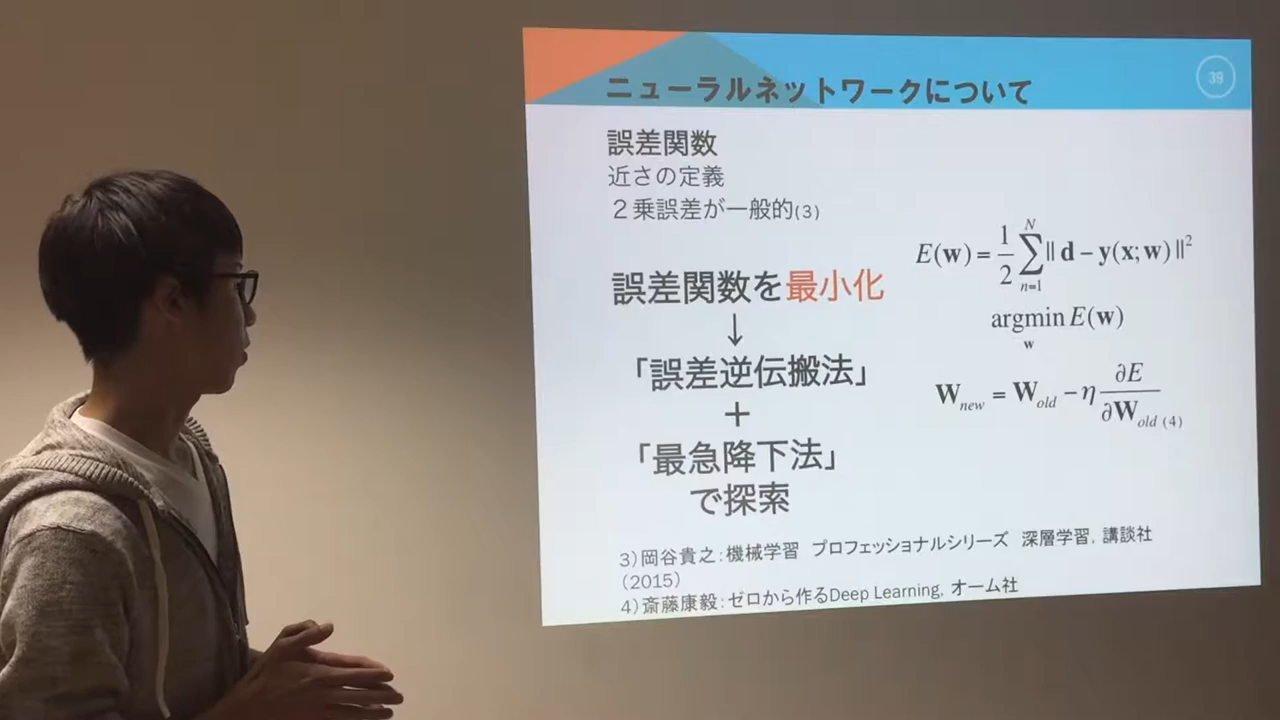 ニューラルネットワークについて
39
誤差関数
近さの定義
２乗誤差が一般的(3)
誤差関数を最小化
↓
「誤差逆伝搬法」
＋
「最急降下法」
で探索
E(w) = 1/2 ∑_{n=1}^{N} || d − y(x;w) ||²
argmin E(w)
w
W_new = W_old − η ∂E/∂W_old (4)
3)岡谷貴之:機械学習　プロフェッショナルシリーズ　深層学習, 講談社
(2015)
4)斎藤康毅:ゼロから作るDeep Learning, オーム社